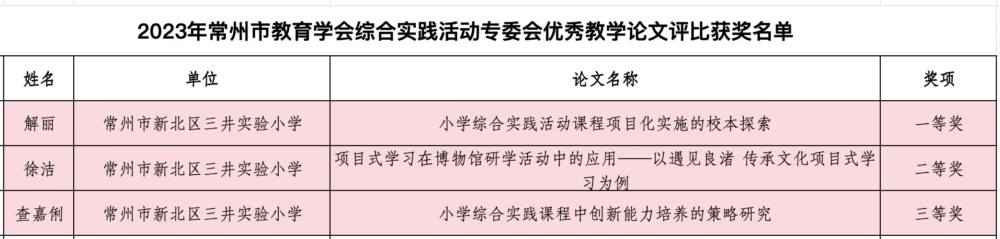 2023年常州市教育学会综合实践活动专委会优秀教学论文评比获奖名单
姓名 单位 论文名称 奖项
解丽 常州市新北区三井实验小学 小学综合实践活动课程项目化实施的校本探索 一等奖
徐洁 常州市新北区三井实验小学 项目式学习在博物馆研学活动中的应用——以遇见良渚 传承文化项目式学 二等奖
习为例
查嘉俐 常州市新北区三井实验小学 小学综合实践课程中创新能力培养的策略研究 三等奖